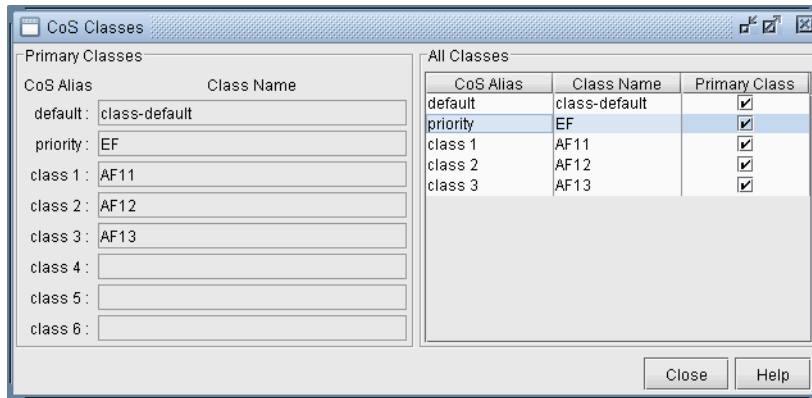 CoS Classes
Primary Classes
CoS Alias Class Name
default : class-default
priority : EF
class 1 : AF11
class 2 : AF12
class 3 : AF13
class 4 :
class 5 :
class 6 :
All Classes
CoS Alias Class Name Primary Class
default class-default
priority EF
class 1 AF11
class 2 AF12
class 3 AF13
Close Help